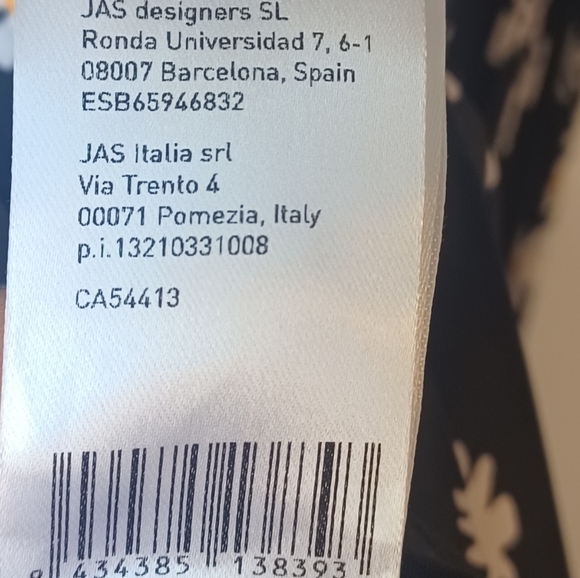 JAS designers SL
Ronda Universidad 7, 6-1
08007 Barcelona, Spain
ESB65946832
JAS Italia srl
Via Trento 4
00071 Pomezia, Italy
p.i.13210331008
CA54413
434385 138393